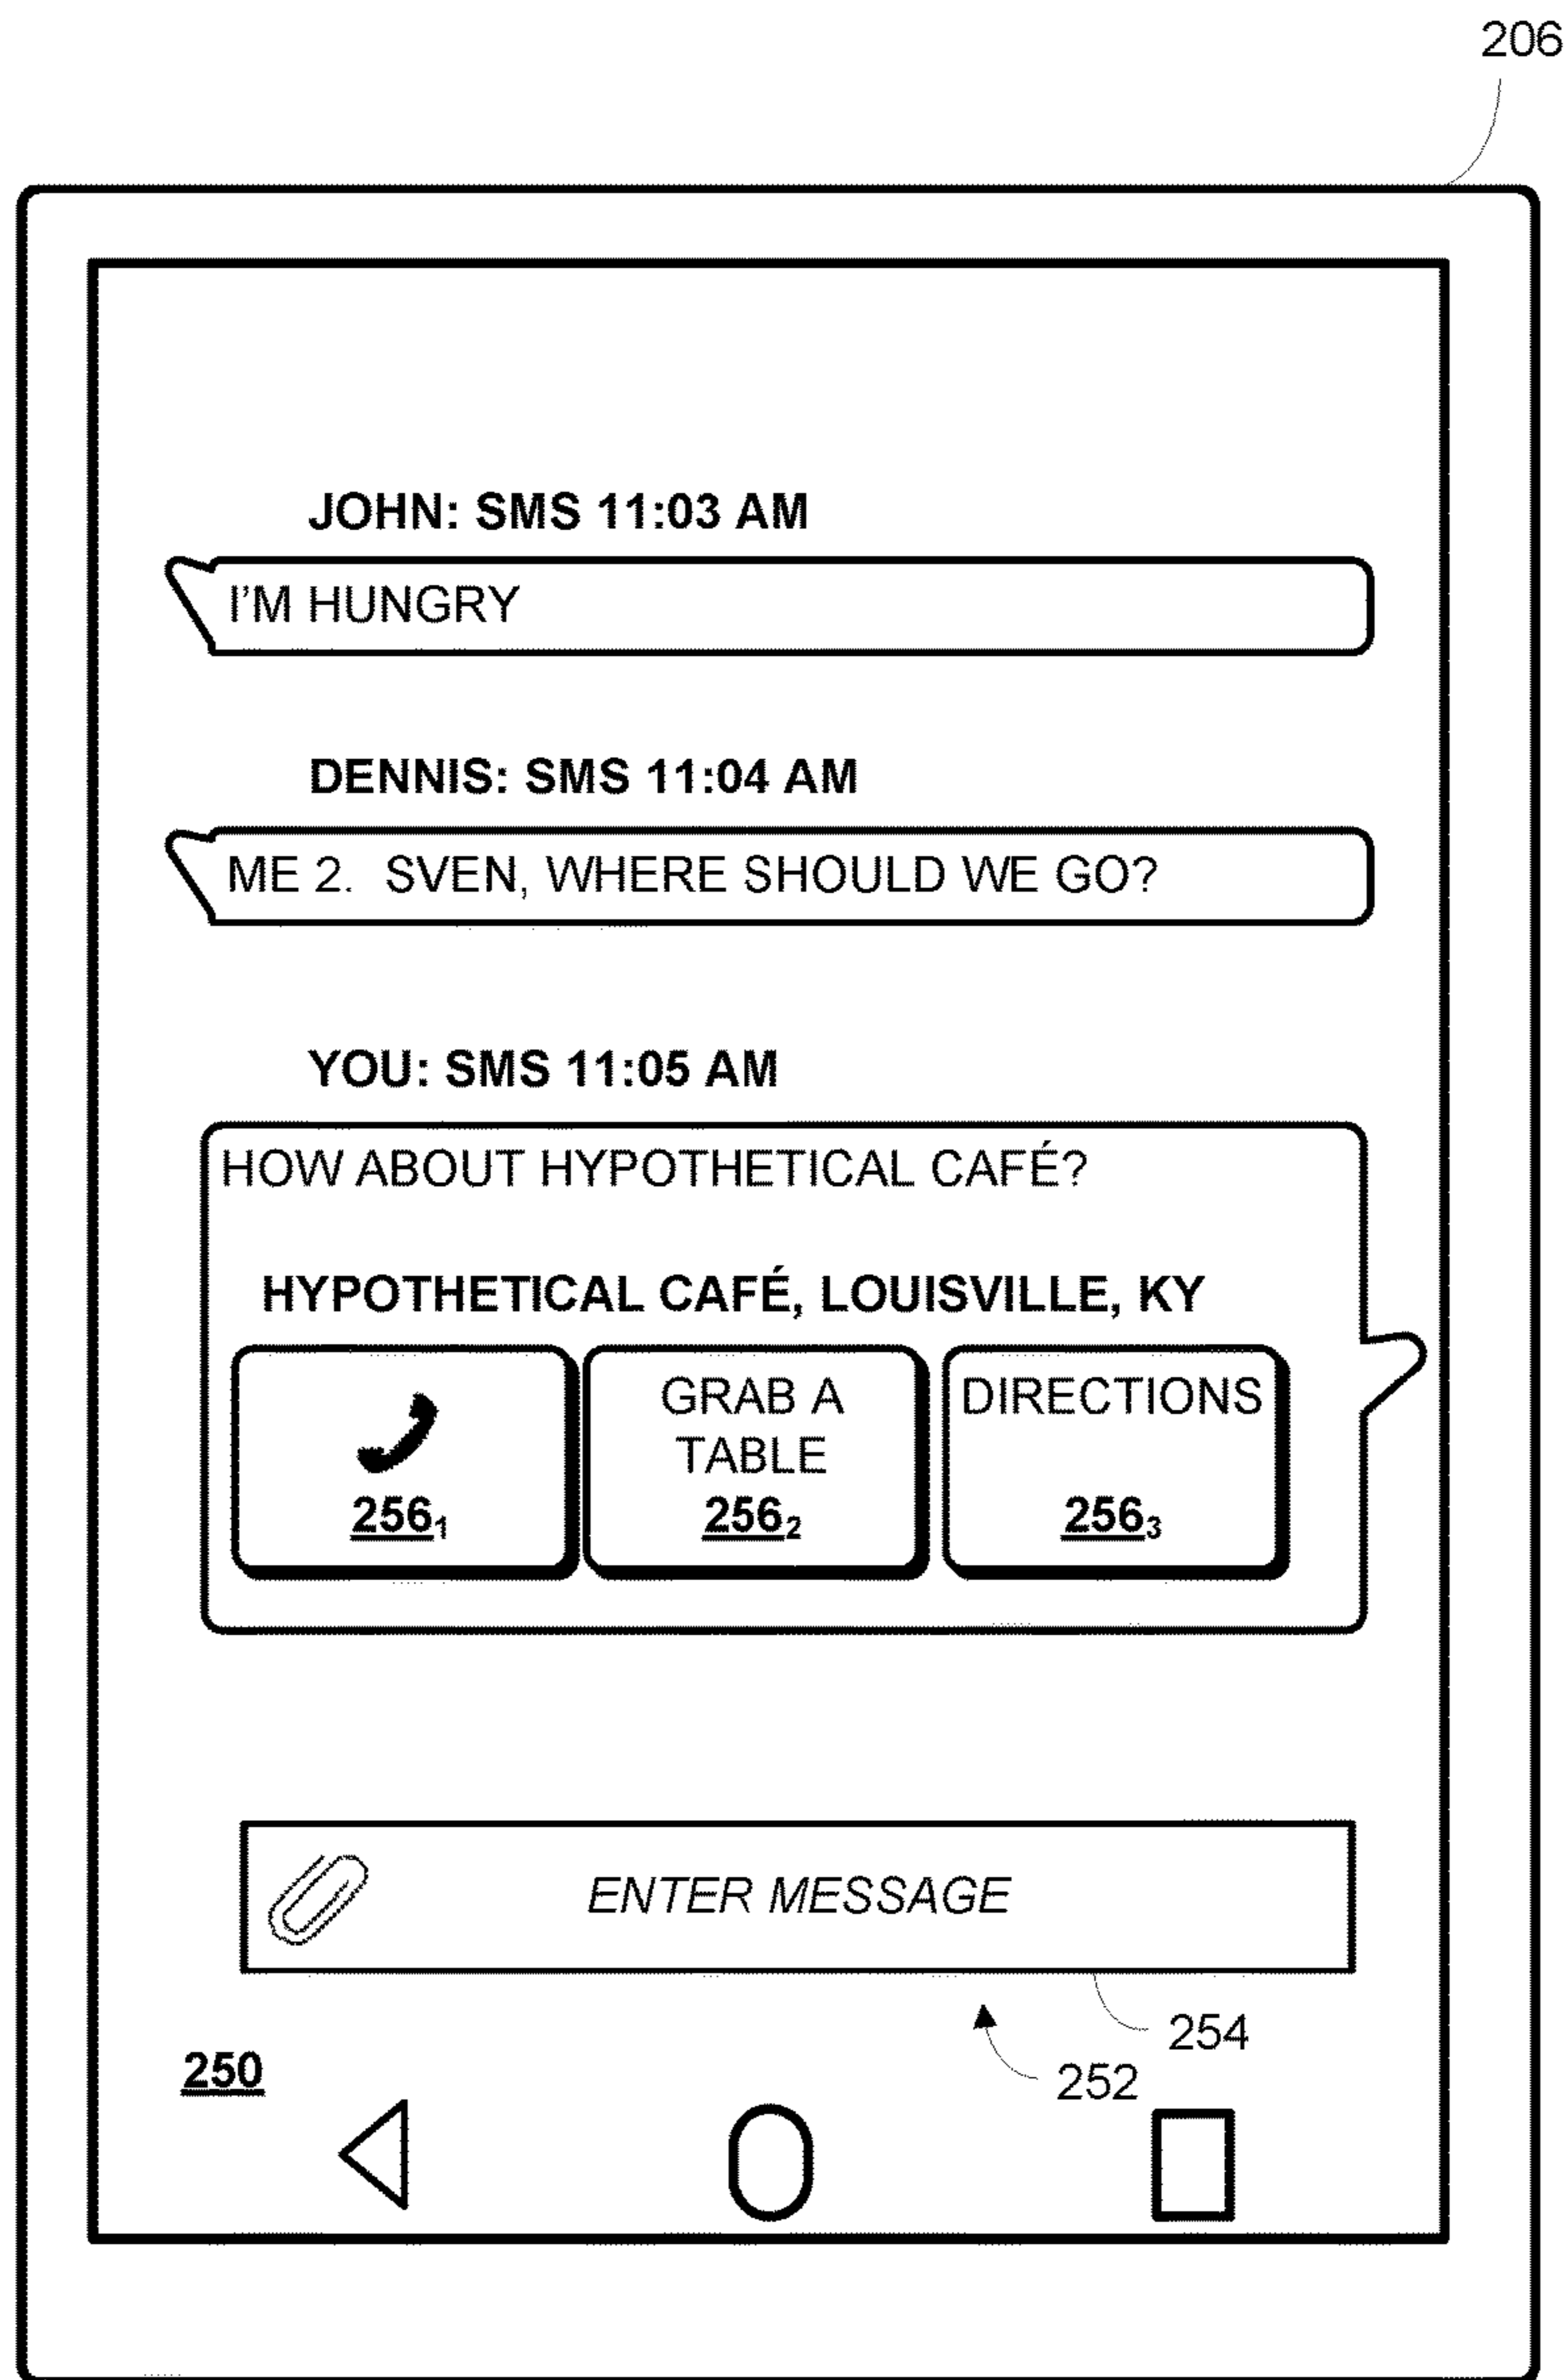 206
JOHN: SMS 11:03 AM
I'M HUNGRY
DENNIS: SMS 11:04 AM
ME 2. SVEN, WHERE SHOULD WE GO?
YOU: SMS 11:05 AM
HOW ABOUT HYPOTHETICAL CAFÉ?
HYPOTHETICAL CAFÉ, LOUISVILLE, KY
GRAB A
TABLE
DIRECTIONS
256₁
256₂
256₃
ENTER MESSAGE
254
252
250